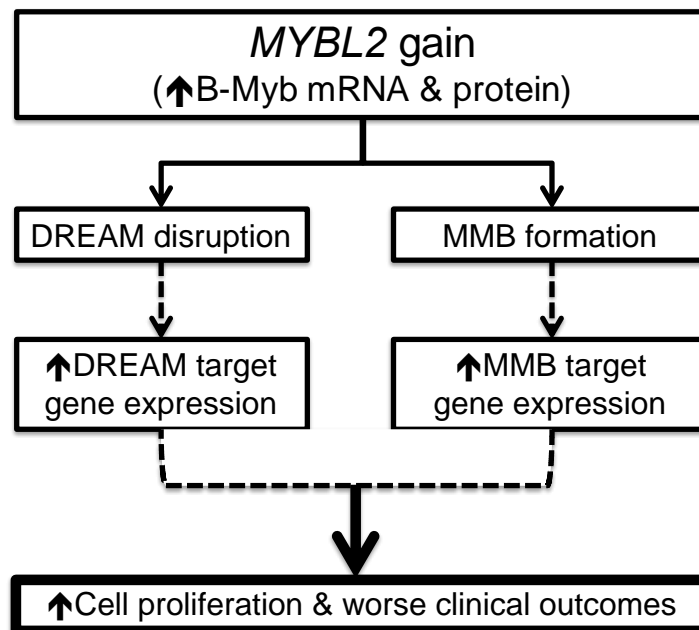 MYBL2 gain
(↑B-Myb mRNA & protein)
DREAM disruption
MMB formation
↑DREAM target
gene expression
↑MMB target
gene expression
↑Cell proliferation & worse clinical outcomes